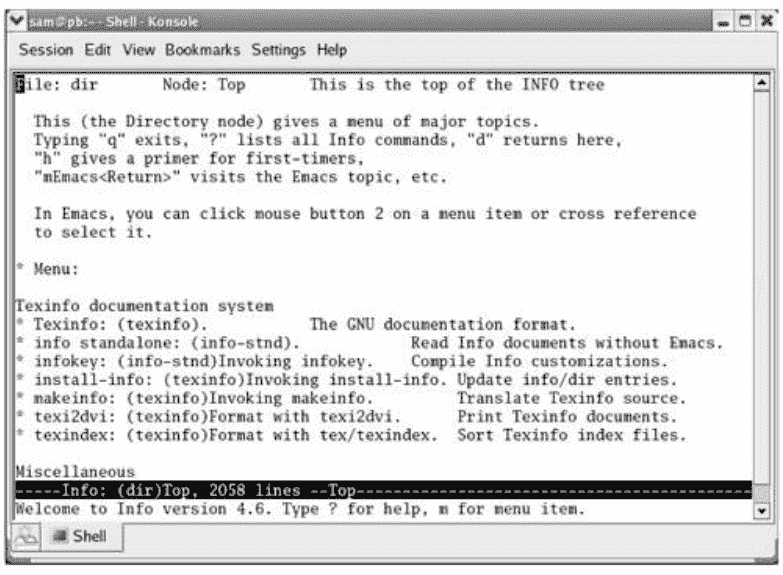 sam@pb:~ - Shell - Konsole
Session Edit View Bookmarks Settings Help
File: dir Node: Top This is the top of the INFO tree
This (the Directory node) gives a menu of major topics.
Typing "q" exits, "?" lists all Info commands, "d" returns here,
"h" gives a primer for first-timers,
"mEmacs<Return>" visits the Emacs topic, etc.
In Emacs, you can click mouse button 2 on a menu item or cross reference
to select it.
* Menu:
Texinfo documentation system
* Texinfo: (texinfo). The GNU documentation format.
* info standalone: (info-stnd). Read Info documents without Emacs.
* infokey: (info-stnd)Invoking infokey. Compile Info customizations.
* install-info: (texinfo)Invoking install-info. Update info/dir entries.
* makeinfo: (texinfo)Invoking makeinfo. Translate Texinfo source.
* texi2dvi: (texinfo)Format with texi2dvi. Print Texinfo documents.
* texindex: (texinfo)Format with tex/texindex. Sort Texinfo index files.
Miscellaneous
-----Info: (dir)Top, 2058 lines --Top-------------------------------------------
Welcome to Info version 4.6. Type ? for help, m for menu item.
Shell